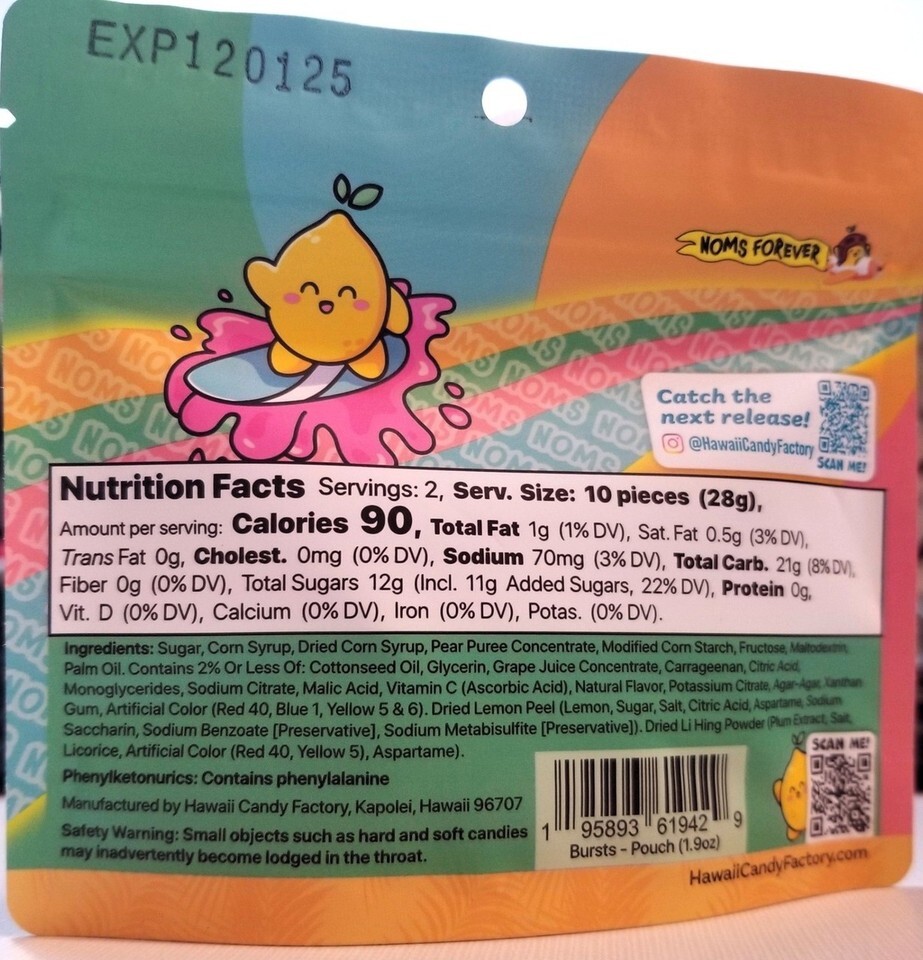 EXP120125
NOMS FOREVER
Catch the
next release!
@HawaiiCandyFactory
SCAN ME!
Nutrition Facts Servings: 2, Serv. Size: 10 pieces (28g),
Amount per serving: Calories 90, Total Fat 1g (1% DV), Sat. Fat 0.5g (3% DV),
Trans Fat 0g, Cholest. 0mg (0% DV), Sodium 70mg (3% DV), Total Carb. 21g (8% DV),
Fiber 0g (0% DV), Total Sugars 12g (Incl. 11g Added Sugars, 22% DV), Protein 0g,
Vit. D (0% DV), Calcium (0% DV), Iron (0% DV), Potas. (0% DV).
Ingredients: Sugar, Corn Syrup, Dried Corn Syrup, Pear Puree Concentrate, Modified Corn Starch, Fructose, Maltodextrin,
Palm Oil. Contains 2% Or Less Of: Cottonseed Oil, Glycerin, Grape Juice Concentrate, Carrageenan, Citric Acid,
Monoglycerides, Sodium Citrate, Malic Acid, Vitamin C (Ascorbic Acid), Natural Flavor, Potassium Citrate, Agar-Agar, Xanthan
Gum, Artificial Color (Red 40, Blue 1, Yellow 5 & 6). Dried Lemon Peel (Lemon, Sugar, Salt, Citric Acid, Aspartame, Sodium
Saccharin, Sodium Benzoate [Preservative], Sodium Metabisulfite [Preservative]). Dried Li Hing Powder (Plum Extract, Salt,
Licorice, Artificial Color (Red 40, Yellow 5), Aspartame).
Phenylketonurics: Contains phenylalanine
Manufactured by Hawaii Candy Factory, Kapolei, Hawaii 96707
Safety Warning: Small objects such as hard and soft candies
may inadvertently become lodged in the throat.
1 95893 61942 9
Bursts - Pouch (1.9oz)
SCAN ME!
HawaiiCandyFactory.com